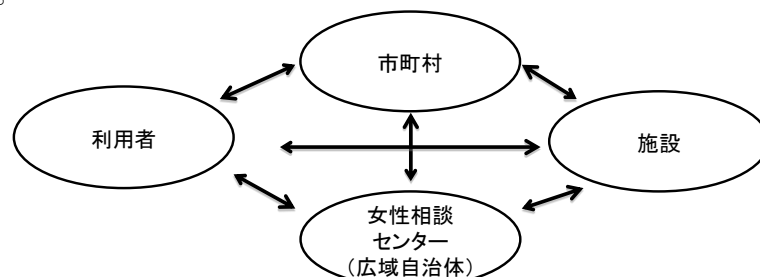 。
市町村
利用者
施設
女性相談
センター
（広域自治体）